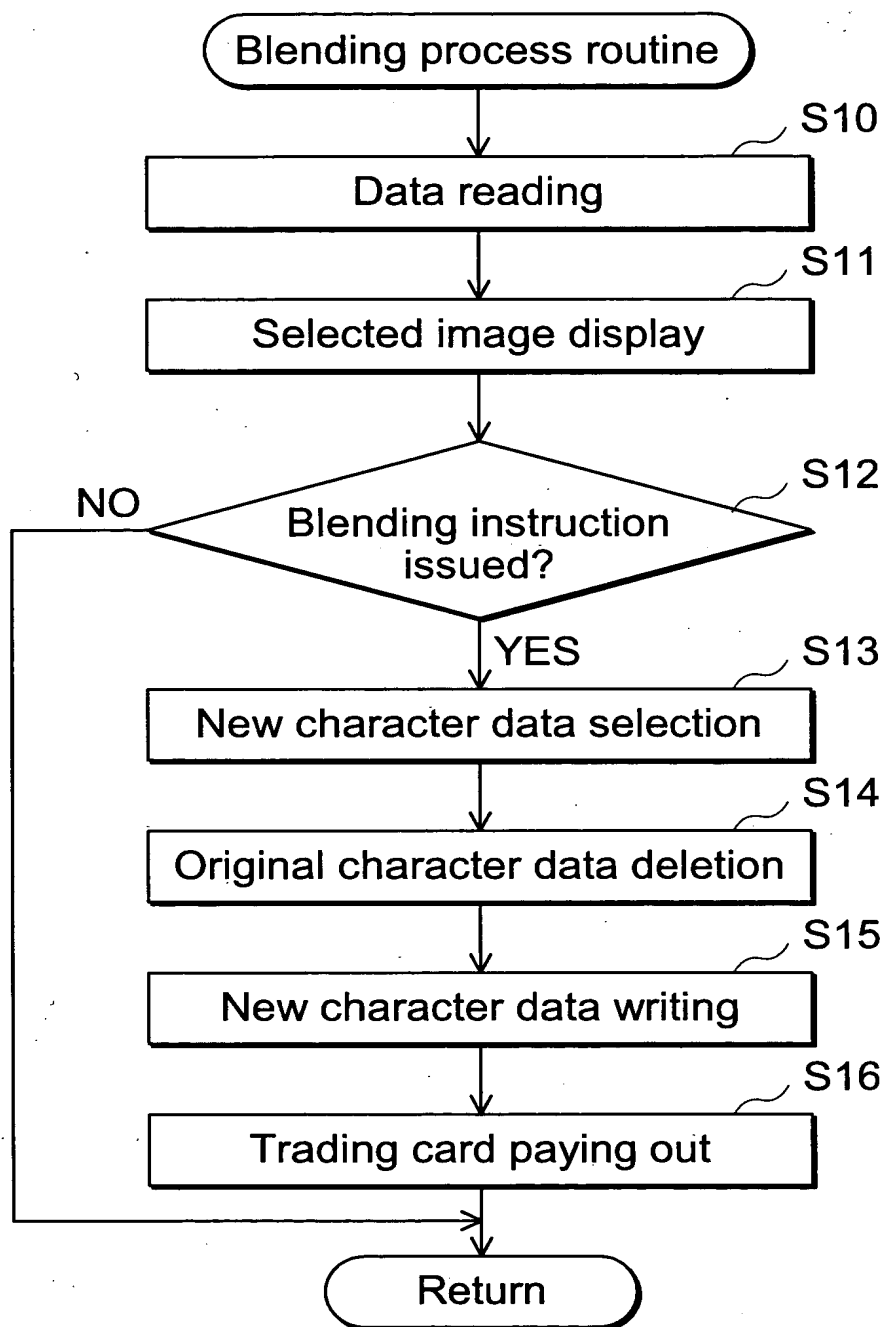 Blending process routine
S10
Data reading
S11
Selected image display
S12
NO
Blending instruction
issued?
YES
S13
New character data selection
S14
Original character data deletion
S15
New character data writing
S16
Trading card paying out
Return